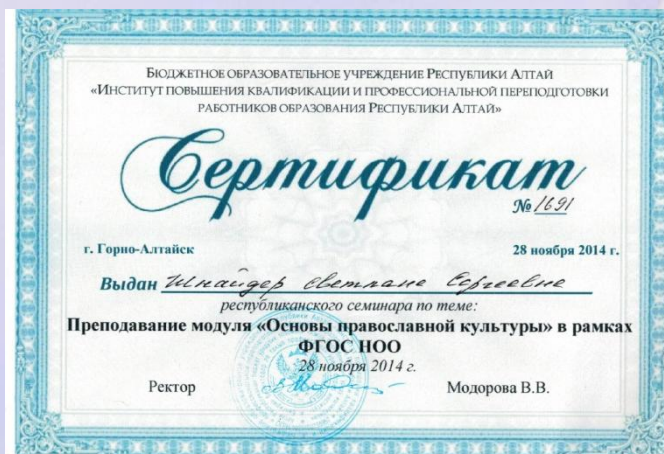 БЮДЖЕТНОЕ ОБРАЗОВАТЕЛЬНОЕ УЧРЕЖДЕНИЕ РЕСПУБЛИКИ АЛТАЙ
«ИНСТИТУТ ПОВЫШЕНИЯ КВАЛИФИКАЦИИ И ПРОФЕССИОНАЛЬНОЙ ПЕРЕПОДГОТОВКИ
РАБОТНИКОВ ОБРАЗОВАНИЯ РЕСПУБЛИКИ АЛТАЙ»
Сертификат
№ 1691
г. Горно-Алтайск 28 ноября 2014 г.
Выдан Шнайдер Светлане Сергеевне
республиканского семинара по теме:
Преподавание модуля «Основы православной культуры» в рамках
ФГОС НОО
28 ноября 2014 г.
Ректор Модорова В.В.